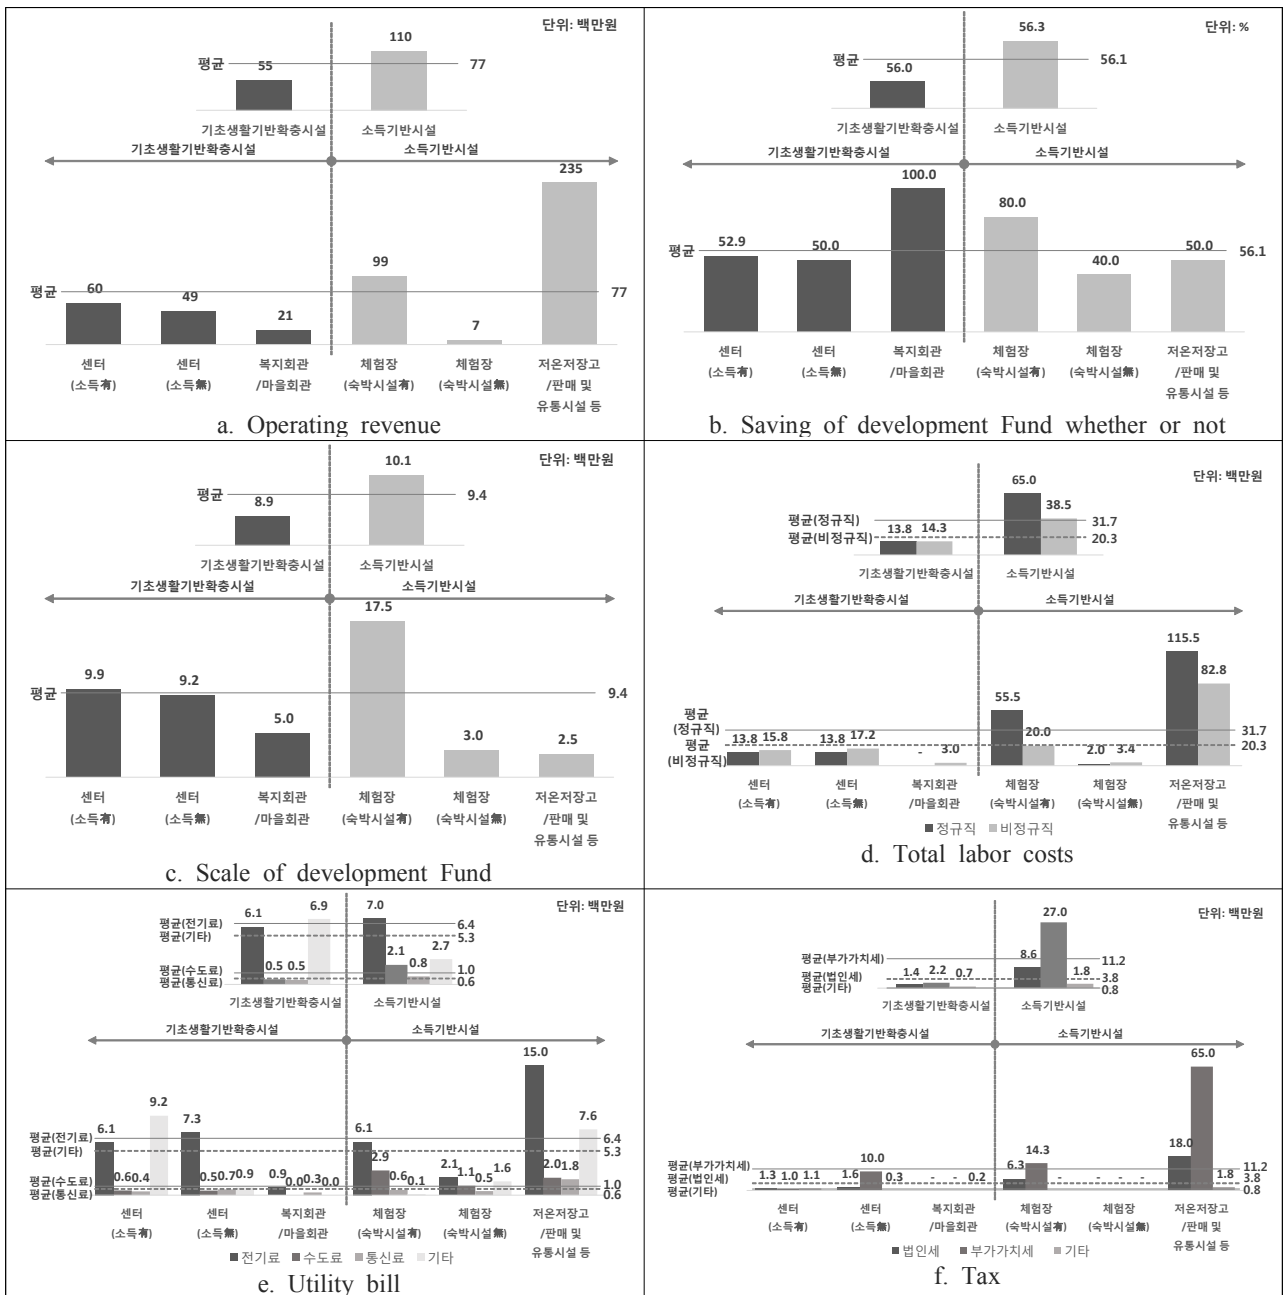 단위: 백만원
110
평균 55 77
기초생활기반확충시설 소득기반시설
기초생활기반확충시설 소득기반시설
235
99
평균 60 49 21 7 77
센터 센터 복지회관 체험장 체험장 저온저장고
(소득有) (소득無) /마을회관 (숙박시설有) (숙박시설無) /판매 및
유통시설 등
a. Operating revenue
단위: %
56.3
평균 56.0 56.1
기초생활기반확충시설 소득기반시설
기초생활기반확충시설 소득기반시설
100.0
80.0
평균 52.9 50.0 40.0 50.0 56.1
센터 센터 복지회관 체험장 체험장 저온저장고
(소득有) (소득無) /마을회관 (숙박시설有) (숙박시설無) /판매 및
유통시설 등
b. Saving of development Fund whether or not
단위: 백만원
10.1
평균 8.9 9.4
기초생활기반확충시설 소득기반시설
기초생활기반확충시설 소득기반시설
17.5
평균 9.9 9.2 5.0 3.0 2.5 9.4
센터 센터 복지회관 체험장 체험장 저온저장고
(소득有) (소득無) /마을회관 (숙박시설有) (숙박시설無) /판매 및
유통시설 등
c. Scale of development Fund
단위: 백만원
65.0
38.5
평균(정규직) 31.7
평균(비정규직) 13.8 14.3 20.3
기초생활기반확충시설 소득기반시설
기초생활기반확충시설 소득기반시설
115.5
82.8
55.5
평균
(정규직) 31.7
평균
(비정규직) 20.3
13.8 15.8 13.8 17.2 - 3.0 20.0 2.0 3.4
센터 센터 복지회관 체험장 체험장 저온저장고
(소득有) (소득無) /마을회관 (숙박시설有) (숙박시설無) /판매 및
유통시설 등
정규직 비정규직
d. Total labor costs
단위: 백만원
6.1 6.9 7.0
평균(전기료) 6.4
평균(기타) 5.3
0.5 0.5 2.1 0.8 2.7
평균(수도료) 1.0
평균(통신료) 0.6
기초생활기반확충시설 소득기반시설
기초생활기반확충시설 소득기반시설
15.0
9.2
6.1 7.3 6.1 7.6
평균(전기료) 6.4
평균(기타) 5.3
0.6 0.4 0.5 0.7 0.9 0.9 0.0 0.3 0.0 2.9 0.6 0.1 2.1 1.1 0.5 1.6 2.0 1.8
평균(수도료) 1.0
평균(통신료) 0.6
센터 센터 복지회관 체험장 체험장 저온저장고
(소득有) (소득無) /마을회관 (숙박시설有) (숙박시설無) /판매 및
유통시설 등
전기료 수도료 통신료 기타
e. Utility bill
단위: 백만원
27.0
8.6
평균(부가가치세) 11.2
평균(법인세) 1.4 2.2 0.7 1.8 3.8
평균(기타) 0.8
기초생활기반확충시설 소득기반시설
기초생활기반확충시설 소득기반시설
65.0
18.0
10.0 14.3
평균(부가가치세) 11.2
평균(법인세) 1.3 1.0 1.1 1.6 0.3 - - 0.2 6.3 - - - - 1.8 3.8
평균(기타) 0.8
센터 센터 복지회관 체험장 체험장 저온저장고
(소득有) (소득無) /마을회관 (숙박시설有) (숙박시설無) /판매 및
유통시설 등
법인세 부가가치세 기타
f. Tax